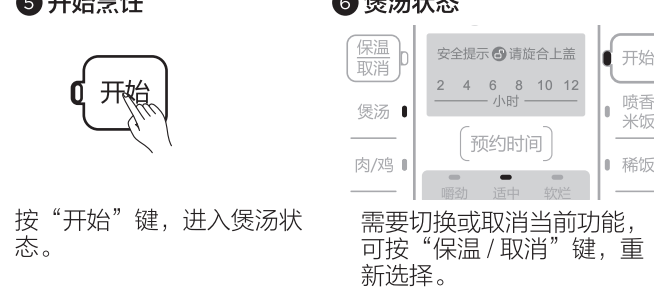 5 开始烹饪
开始
按“开始”键，进入煲汤状
态。
6 煲汤状态
保温
取消
煲汤
肉/鸡
安全提示 请旋合上盖
2 4 6 8 10 12
小时
预约时间
嚼劲 适中 软烂
开始
喷香
米饭
稀饭
需要切换或取消当前功能，
可按“保温 / 取消”键，重
新选择。